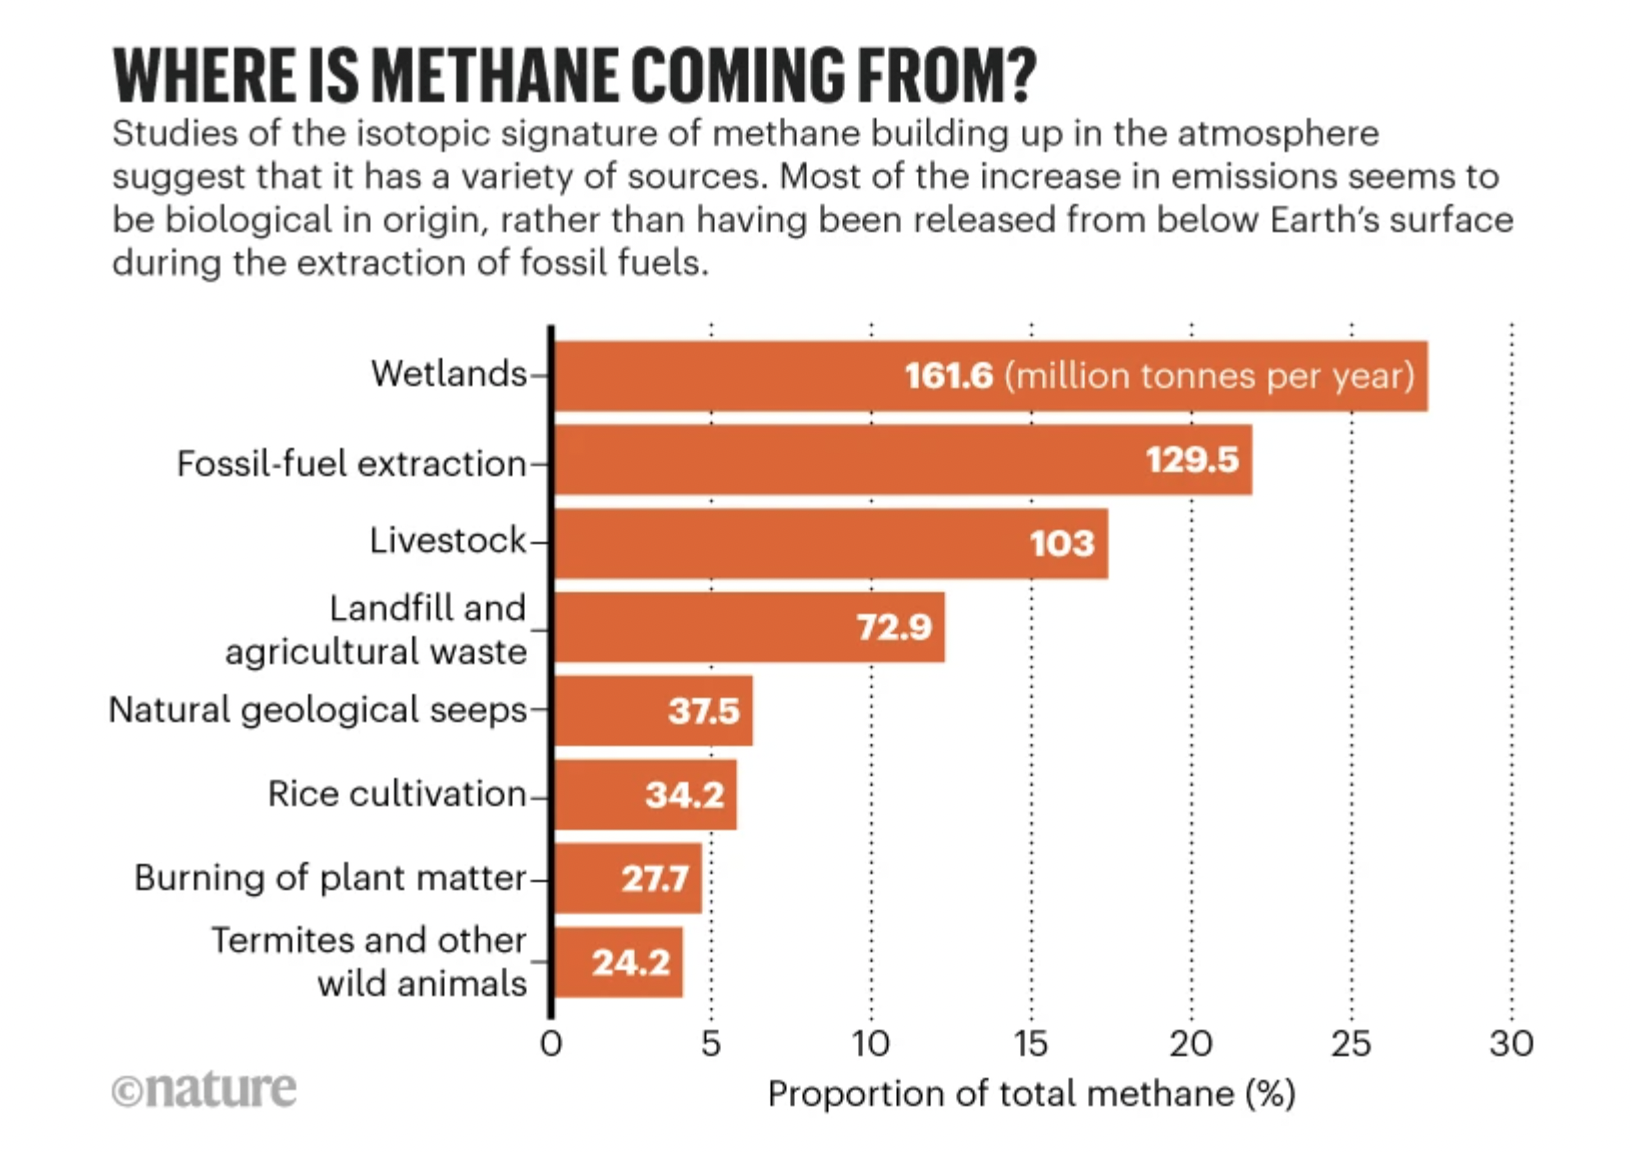 WHERE IS METHANE COMING FROM?
Studies of the isotopic signature of methane building up in the atmosphere
suggest that it has a variety of sources. Most of the increase in emissions seems to
be biological in origin, rather than having been released from below Earth’s surface
during the extraction of fossil fuels.
Wetlands 161.6 (million tonnes per year)
Fossil-fuel extraction 129.5
Livestock 103
Landfill and
agricultural waste 72.9
Natural geological seeps 37.5
Rice cultivation 34.2
Burning of plant matter 27.7
Termites and other
wild animals 24.2
0 5 10 15 20 25 30
Proportion of total methane (%)
©nature